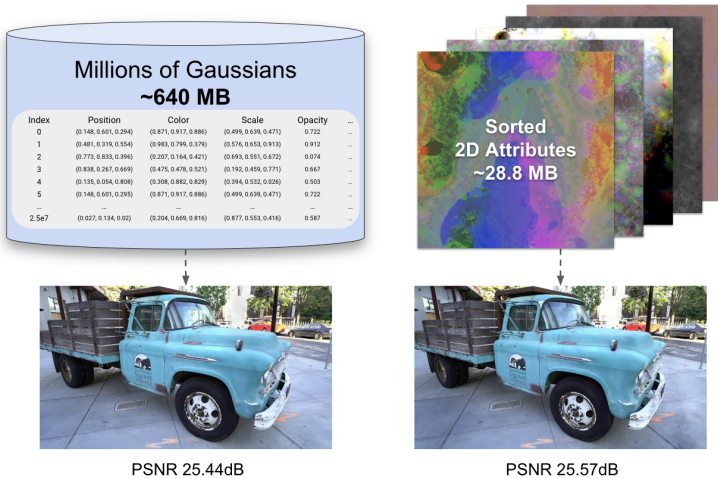 Millions of Gaussians
~640 MB
Index Position Color Scale Opacity ...
0 (0.148, 0.601, 0.294) (0.871, 0.917, 0.886) (0.499, 0.639, 0.471) 0.722 ...
1 (0.481, 0.319, 0.554) (0.983, 0.799, 0.379) (0.576, 0.653, 0.913) 0.912 ...
2 (0.773, 0.833, 0.396) (0.207, 0.164, 0.421) (0.693, 0.551, 0.672) 0.074 ...
3 (0.838, 0.267, 0.669) (0.475, 0.478, 0.521) (0.192, 0.459, 0.771) 0.667 ...
4 (0.135, 0.054, 0.808) (0.308, 0.882, 0.829) (0.394, 0.532, 0.026) 0.503 ...
5 (0.148, 0.601, 0.295) (0.871, 0.917, 0.886) (0.499, 0.639, 0.471) 0.722 ...
... ... ... ... ... ...
2.5e7 (0.027, 0.134, 0.02) (0.204, 0.669, 0.816) (0.877, 0.553, 0.416) 0.587 ...
Sorted
2D Attributes
~28.8 MB
PSNR 25.44dB
PSNR 25.57dB